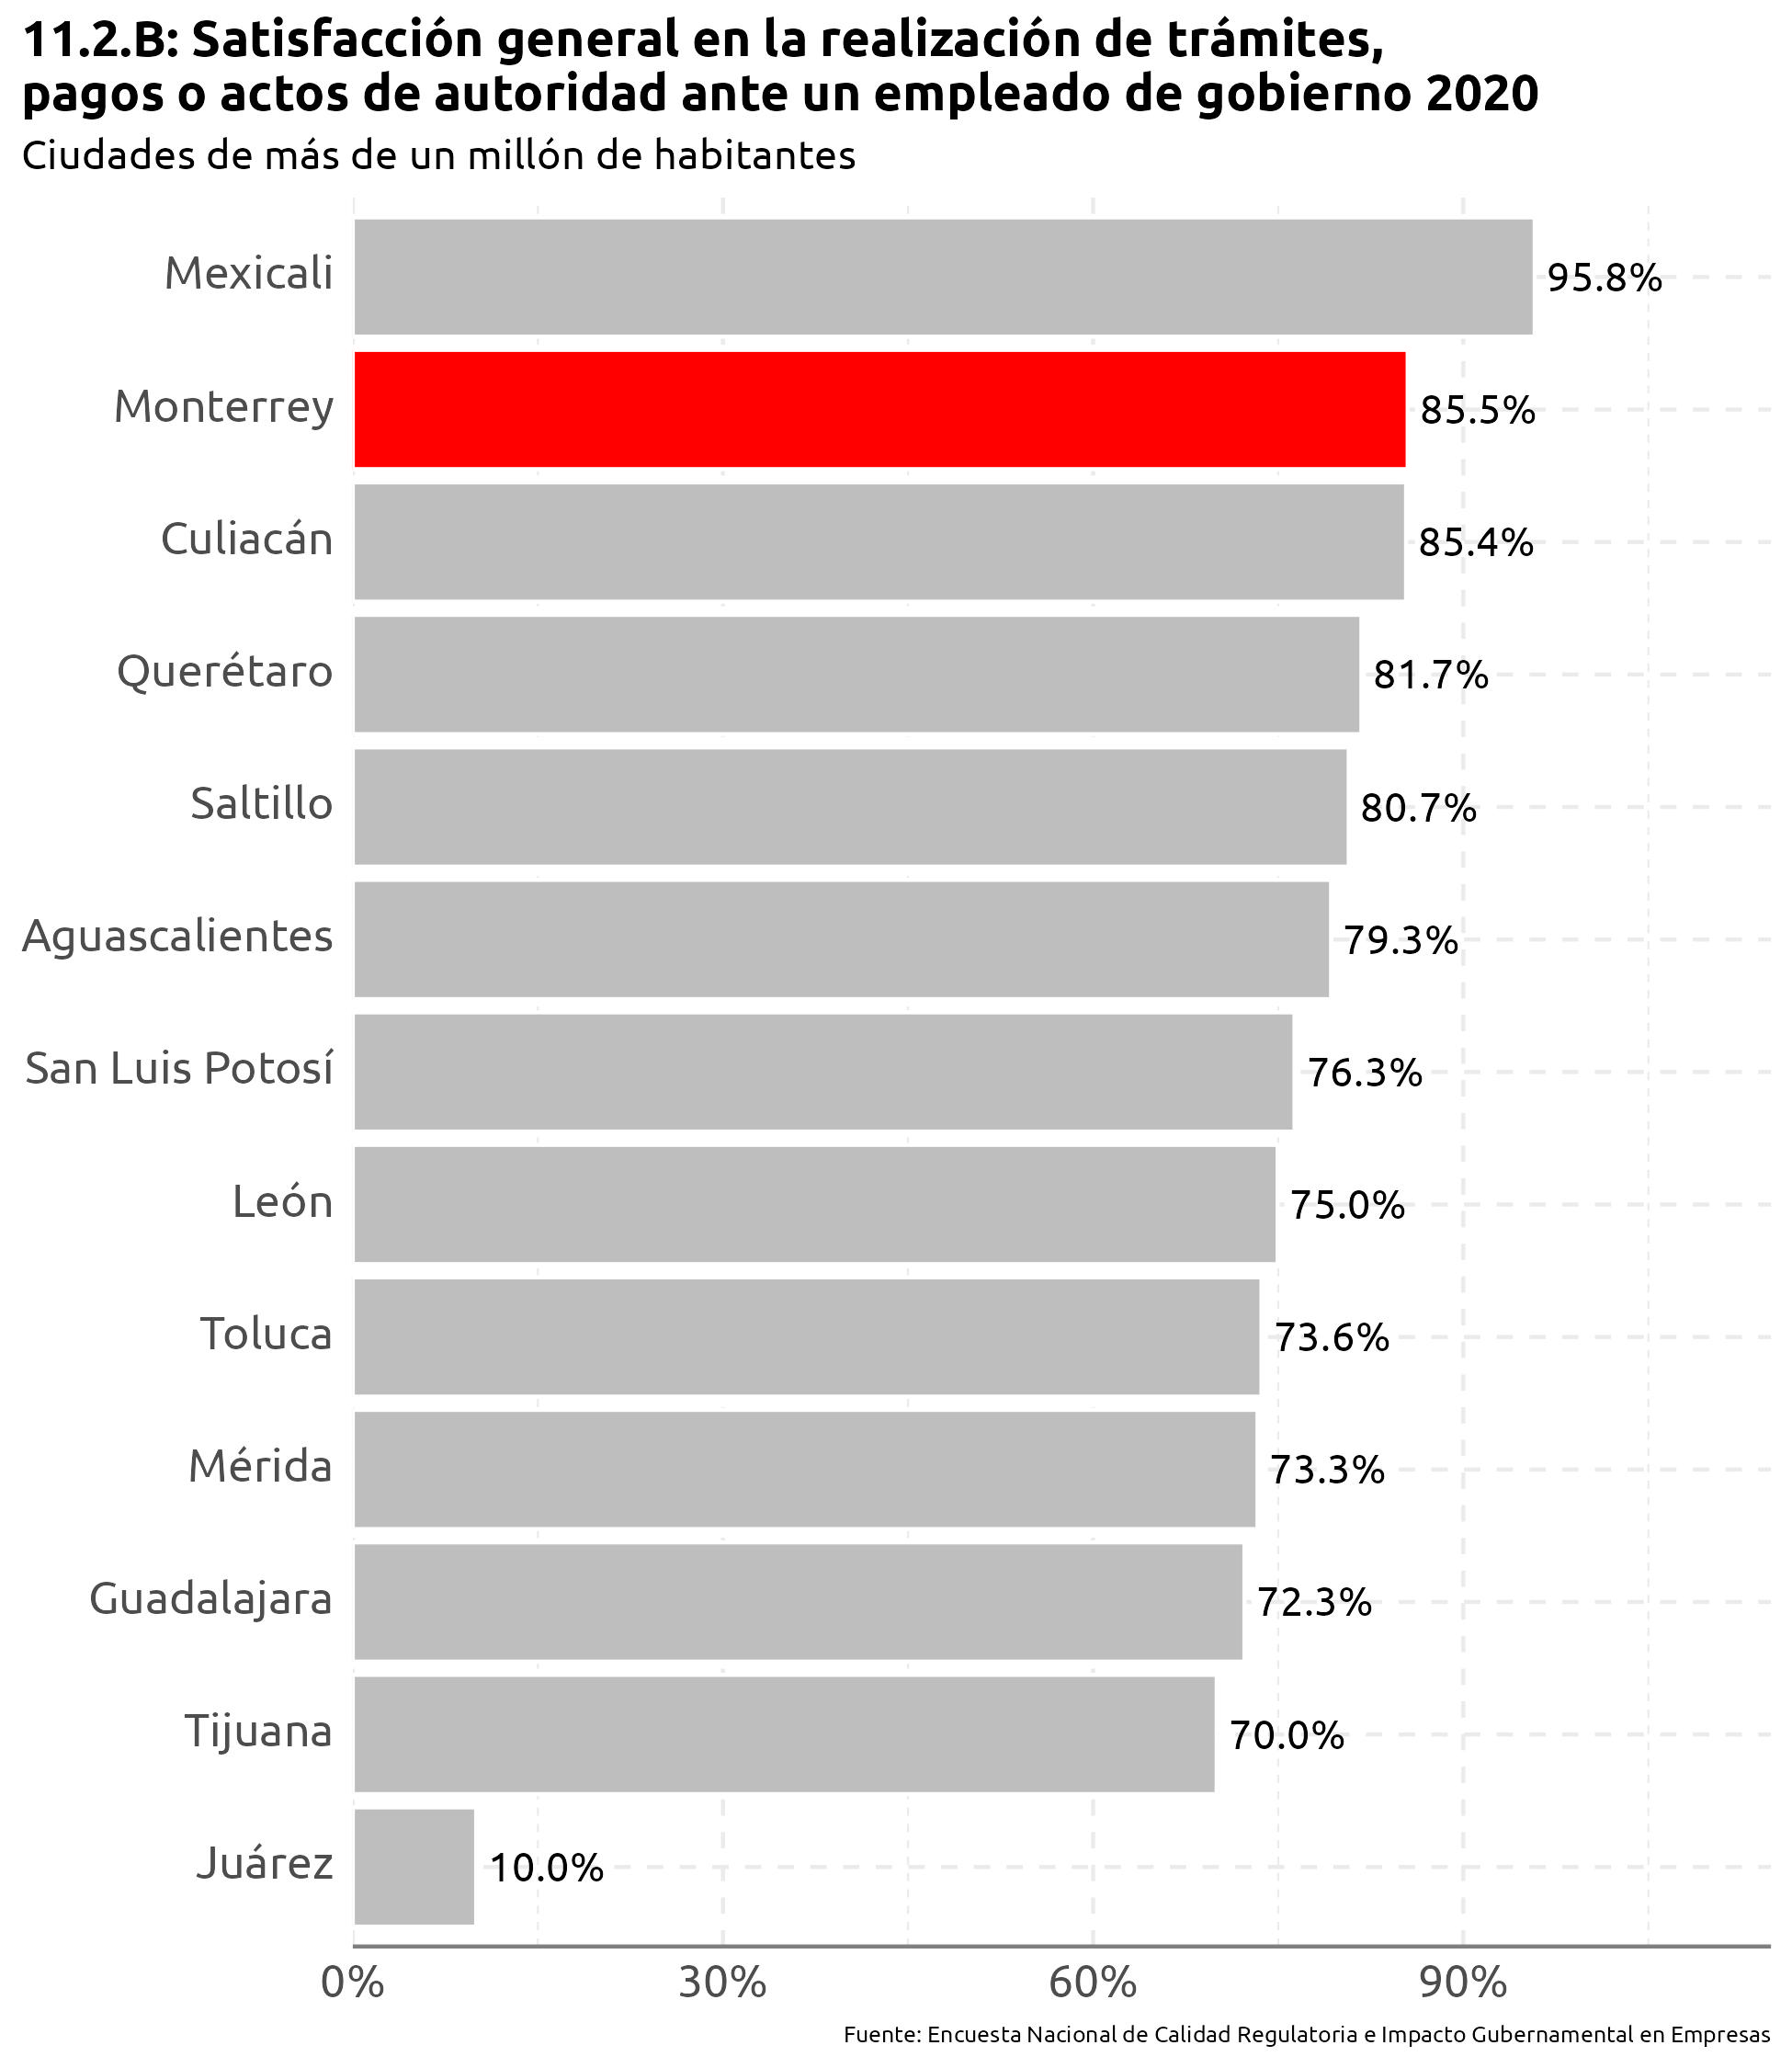 11.2.B: Satisfacción general en la realización de trámites,
pagos o actos de autoridad ante un empleado de gobierno 2020
Ciudades de más de un millón de habitantes
Mexicali 95.8%
Monterrey 85.5%
Culiacán 85.4%
Querétaro 81.7%
Saltillo 80.7%
Aguascalientes 79.3%
San Luis Potosí 76.3%
León 75.0%
Toluca 73.6%
Mérida 73.3%
Guadalajara 72.3%
Tijuana 70.0%
Juárez 10.0%
0% 30% 60% 90%
Fuente: Encuesta Nacional de Calidad Regulatoria e Impacto Gubernamental en Empresas